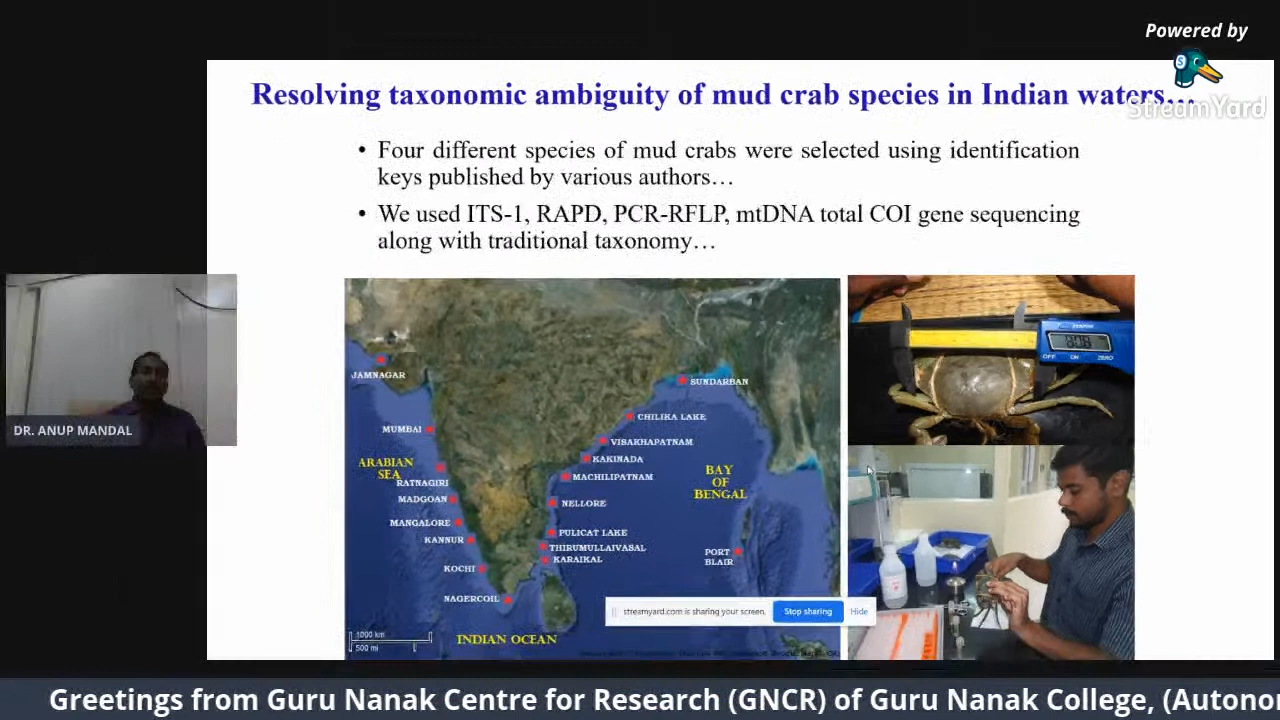 Powered by
StreamYard
Resolving taxonomic ambiguity of mud crab species in Indian waters…
• Four different species of mud crabs were selected using identification
keys published by various authors…
• We used ITS-1, RAPD, PCR-RFLP, mtDNA total COI gene sequencing
along with traditional taxonomy…
DR. ANUP MANDAL
JAMNAGAR
SUNDARBAN
CHILIKA LAKE
MUMBAI
VISAKHAPATNAM
KAKINADA
ARABIAN
SEA
RATNAGIRI
MACHILIPATNAM
BAY
OF
BENGAL
MADGOAN
NELLORE
MANGALORE
PULICAT LAKE
KANNUR
THIRUMULLAIVASAL
KARAIKAL
PORT
BLAIR
KOCHI
NAGERCOIL
INDIAN OCEAN
1000 km
500 mi
OFF ON ZERO
streamyard.com is sharing your screen.
Stop sharing
Hide
Greetings from Guru Nanak Centre for Research (GNCR) of Guru Nanak College, (Autono